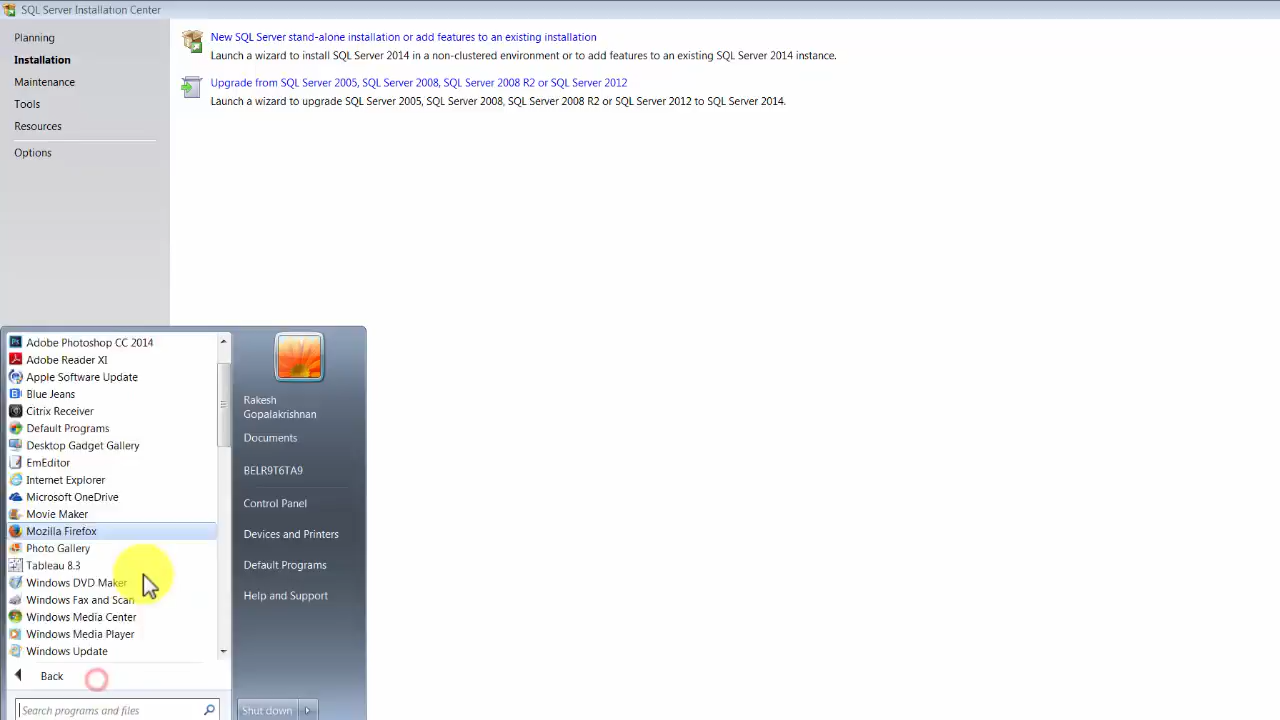 SQL Server Installation Center
Planning
Installation
Maintenance
Tools
Resources
Options
New SQL Server stand-alone installation or add features to an existing installation
Launch a wizard to install SQL Server 2014 in a non-clustered environment or to add features to an existing SQL Server 2014 instance.
Upgrade from SQL Server 2005, SQL Server 2008, SQL Server 2008 R2 or SQL Server 2012
Launch a wizard to upgrade SQL Server 2005, SQL Server 2008, SQL Server 2008 R2 or SQL Server 2012 to SQL Server 2014.
Adobe Photoshop CC 2014
Adobe Reader XI
Apple Software Update
Blue Jeans
Citrix Receiver
Default Programs
Desktop Gadget Gallery
EmEditor
Internet Explorer
Microsoft OneDrive
Movie Maker
Mozilla Firefox
Photo Gallery
Tableau 8.3
Windows DVD Maker
Windows Fax and Scan
Windows Media Center
Windows Media Player
Windows Update
Back
Search programs and files
Rakesh
Gopalakrishnan
Documents
BELR9T6TA9
Control Panel
Devices and Printers
Default Programs
Help and Support
Shut down